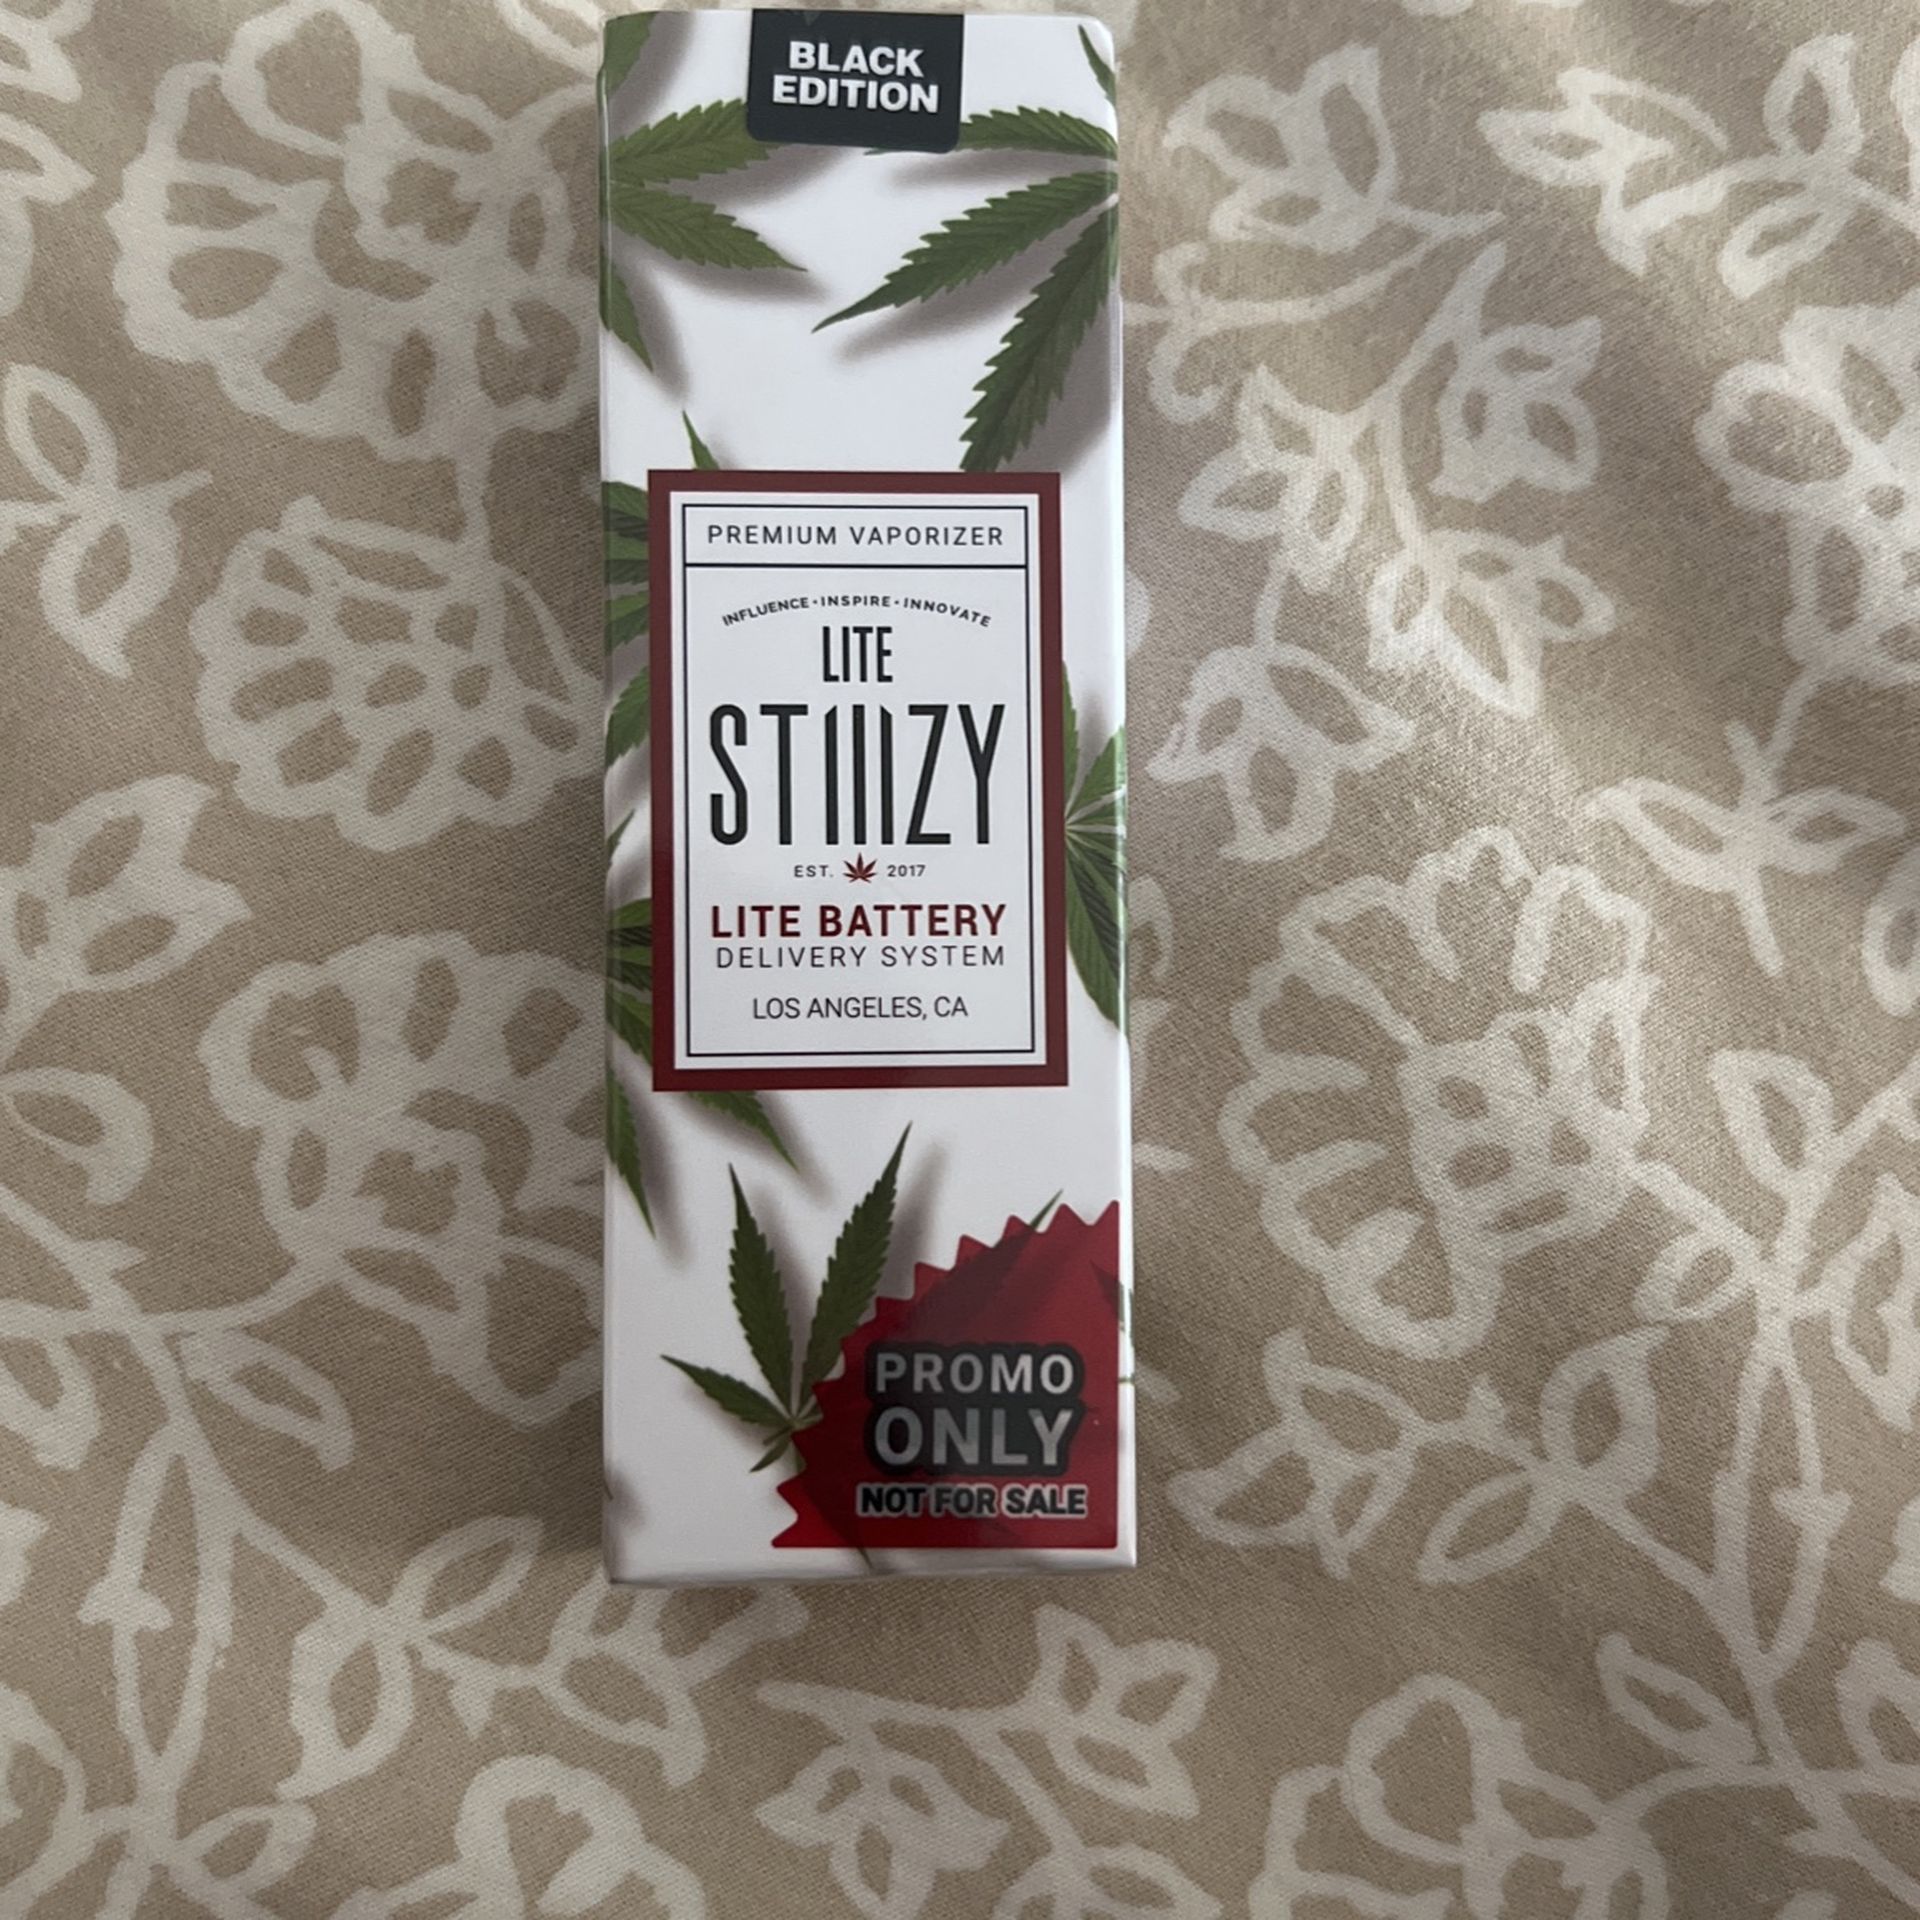 BLACK
EDITION
PREMIUM VAPORIZER
INFLUENCE · INSPIRE · INNOVATE
LITE
STIIIZY
EST. 2017
LITE BATTERY
DELIVERY SYSTEM
LOS ANGELES, CA
PROMO
ONLY
NOT FOR SALE